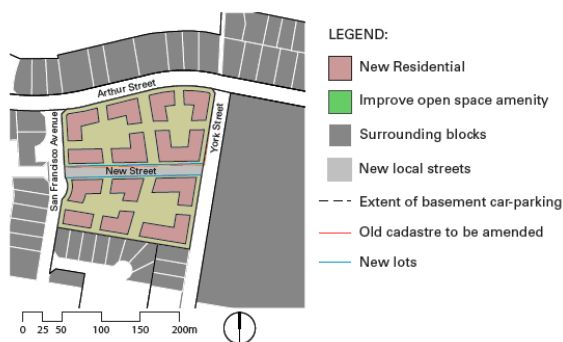 Arthur Street
San Francisco Avenue
York Street
New Street
0 25 50 100 150 200m
LEGEND:
New Residential
Improve open space amenity
Surrounding blocks
New local streets
Extent of basement car-parking
Old cadastre to be amended
New lots